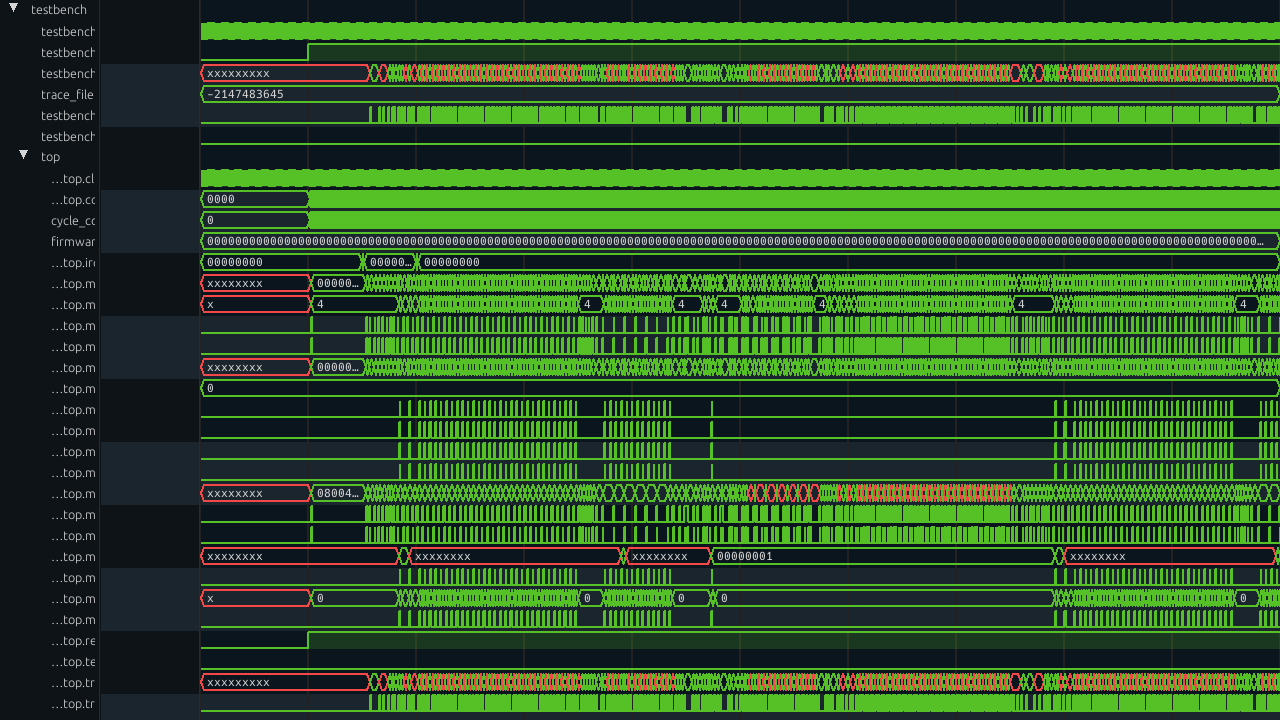 testbench
testbench
testbench
testbench xxxxxxxxx
trace_file -2147483645
testbench
testbench
top
...top.cl
...top.cc 0000
cycle_cc 0
firmwar 
...top.irc 00000000 00000... 00000000
...top.m xxxxxxxx 00000...
...top.m x 4 4 4 4 4 4 4
...top.m
...top.m
...top.m xxxxxxxx 00000...
...top.m 0
...top.m
...top.m
...top.m
...top.m
...top.m xxxxxxxx 08004...
...top.m
...top.m
...top.m xxxxxxxx xxxxxxxx xxxxxxxx 00000001 xxxxxxxx
...top.m
...top.m x 0 0 0 0 0
...top.m
...top.re
...top.te
...top.tr xxxxxxxxx
...top.tr